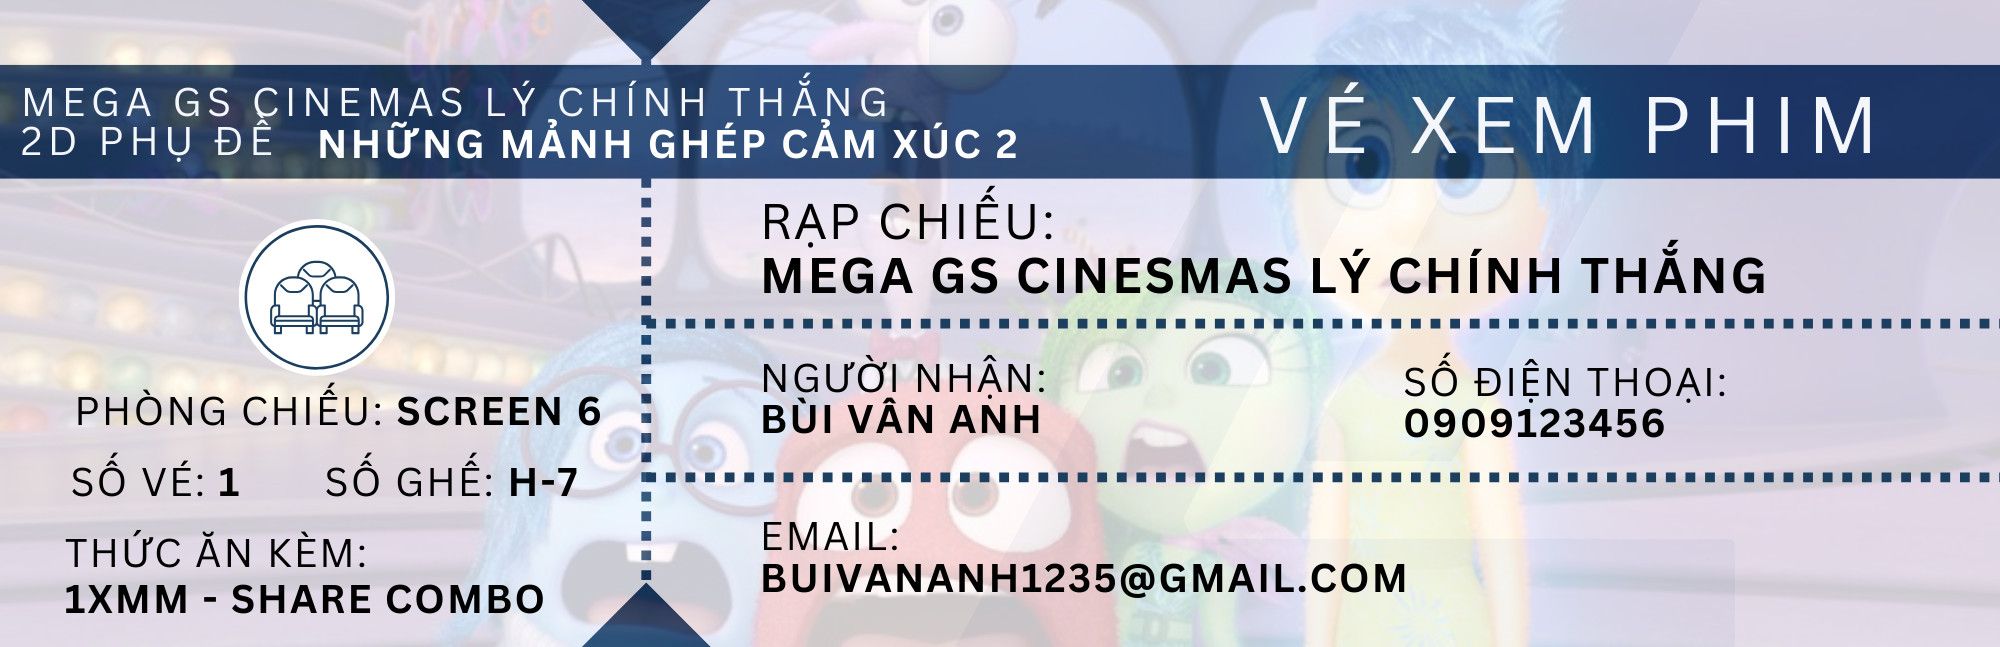 MEGA GS CINEMAS LÝ CHÍNH THẮNG
2D PHỤ ĐỀ NHỮNG MẢNH GHÉP CẢM XÚC 2
VÉ XEM PHIM
PHÒNG CHIẾU: SCREEN 6
SỐ VÉ: 1 SỐ GHẾ: H-7
THỨC ĂN KÈM:
1XMM - SHARE COMBO
RẠP CHIẾU:
MEGA GS CINESMAS LÝ CHÍNH THẮNG
NGƯỜI NHẬN:
BÙI VÂN ANH
SỐ ĐIỆN THOẠI:
0909123456
EMAIL:
BUIVANANH1235@GMAIL.COM